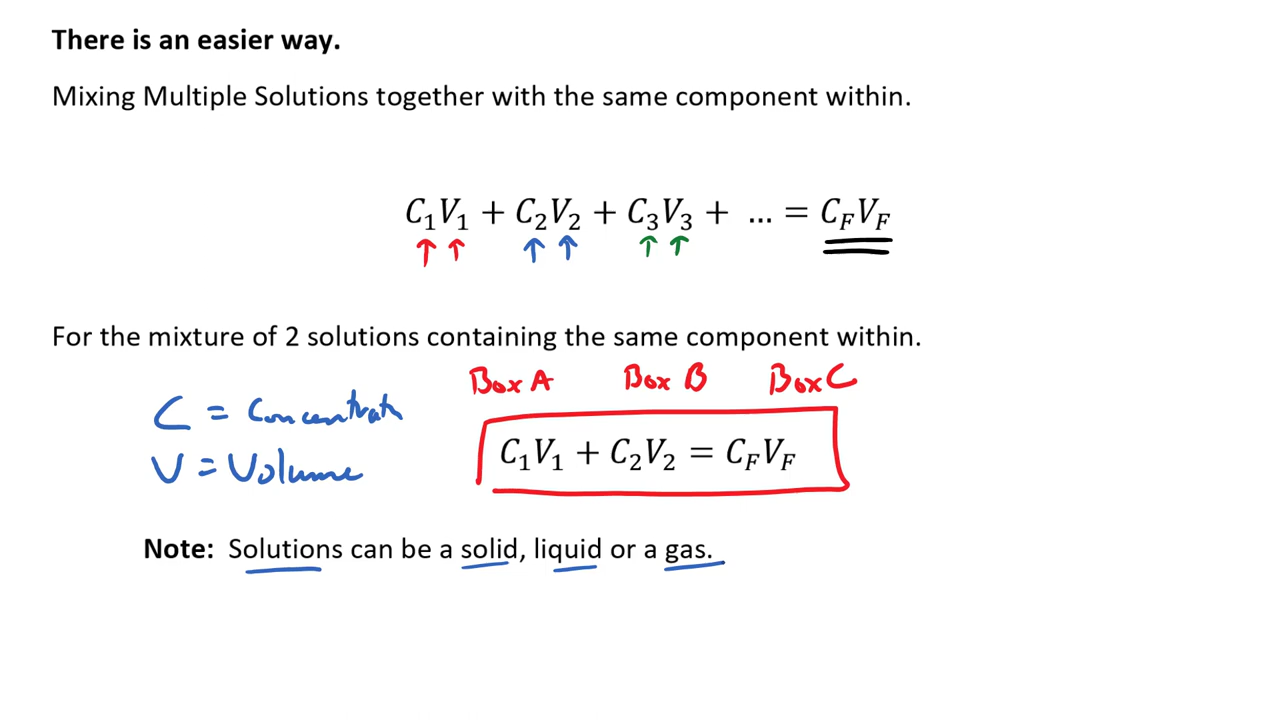 There is an easier way.
Mixing Multiple Solutions together with the same component within.
C₁V₁ + C₂V₂ + C₃V₃ + … = C_FV_F
For the mixture of 2 solutions containing the same component within.
Box A Box B Box C
C = Concentrat
C₁V₁ + C₂V₂ = C_FV_F
V = Volume
Note: Solutions can be a solid, liquid or a gas.